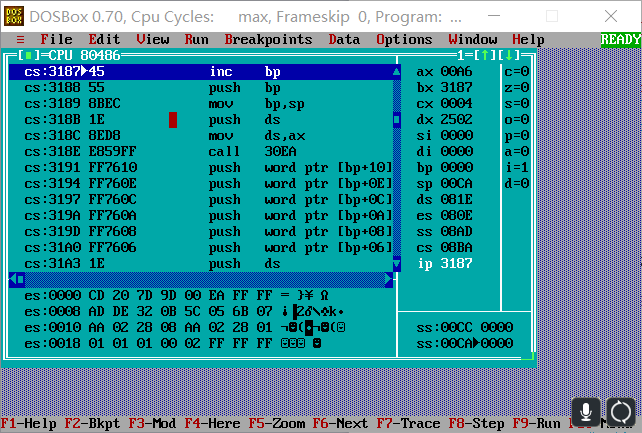 DOS BOX DOSBox 0.70, Cpu Cycles: max, Frameskip 0, Program: ...
≡ File Edit View Run Breakpoints Data Options Window Help READY
[■]=CPU 80486 1=[↑][↓]
cs:3187►45 inc bp ax 00A6 c=0
cs:3188 55 push bp bx 3187 z=0
cs:3189 8BEC mov bp,sp cx 0004 s=0
cs:318B 1E push ds dx 2502 o=0
cs:318C 8ED8 mov ds,ax si 0000 p=0
cs:318E E859FF call 30EA di 0000 a=0
cs:3191 FF7610 push word ptr [bp+10] bp 0000 i=1
cs:3194 FF760E push word ptr [bp+0E] sp 00CA d=0
cs:3197 FF760C push word ptr [bp+0C] ds 081E
cs:319A FF760A push word ptr [bp+0A] es 080E
cs:319D FF7608 push word ptr [bp+08] ss 08AD
cs:31A0 FF7606 push word ptr [bp+06] cs 08BA
cs:31A3 1E push ds ip 3187
es:0000 CD 20 7D 9D 00 EA FF FF = }¥ Ω
es:0008 AD DE 32 0B 5C 05 6B 07 ¡▐2♂\♣k•
es:0010 AA 02 28 08 AA 02 28 01 ¬☻(◘¬☻(☺ ss:00CC 0000
es:0018 01 01 01 00 02 FF FF FF ☺☺☺ ☻ ss:00CA►0000
F1-Help F2-Bkpt F3-Mod F4-Here F5-Zoom F6-Next F7-Trace F8-Step F9-Run